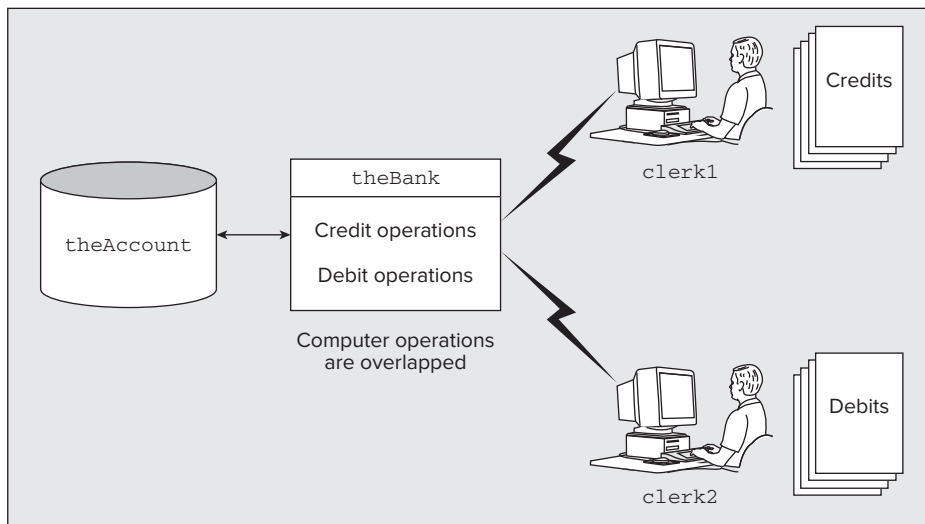 Credits
clerk1
theBank
Credit operations
theAccount
Debit operations
Computer operations
are overlapped
Debits
clerk2